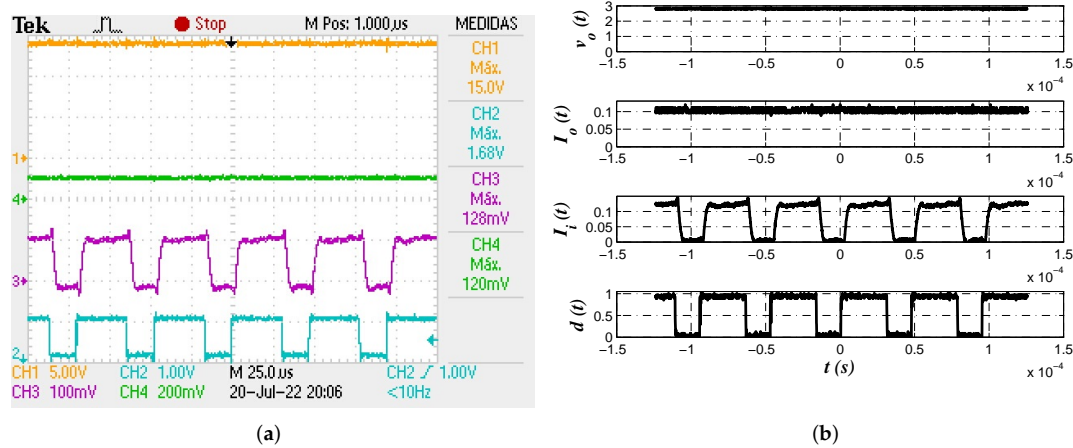 Tek Stop M Pos: 1.000µs MEDIDAS
CH1
Máx.
15.0V
CH2
Máx.
1.68V
CH3
Máx.
128mV
CH4
Máx.
120mV
1
4
3
2
CH1 5.00V CH2 1.00V M 25.0µs CH2 1.00V
CH3 100mV CH4 200mV 20-Jul-22 20:06 <10Hz
(a)
v_o (t)
3
2
1
0
−1.5 −1 −0.5 0 0.5 1 1.5
x 10⁻⁴
I_o (t)
0.1
0.05
0
−1.5 −1 −0.5 0 0.5 1 1.5
x 10⁻⁴
I_i (t)
0.1
0.05
0
−1.5 −1 −0.5 0 0.5 1 1.5
x 10⁻⁴
d (t)
1
0.5
0
−1.5 −1 −0.5 0 0.5 1 1.5
x 10⁻⁴
t (s)
(b)